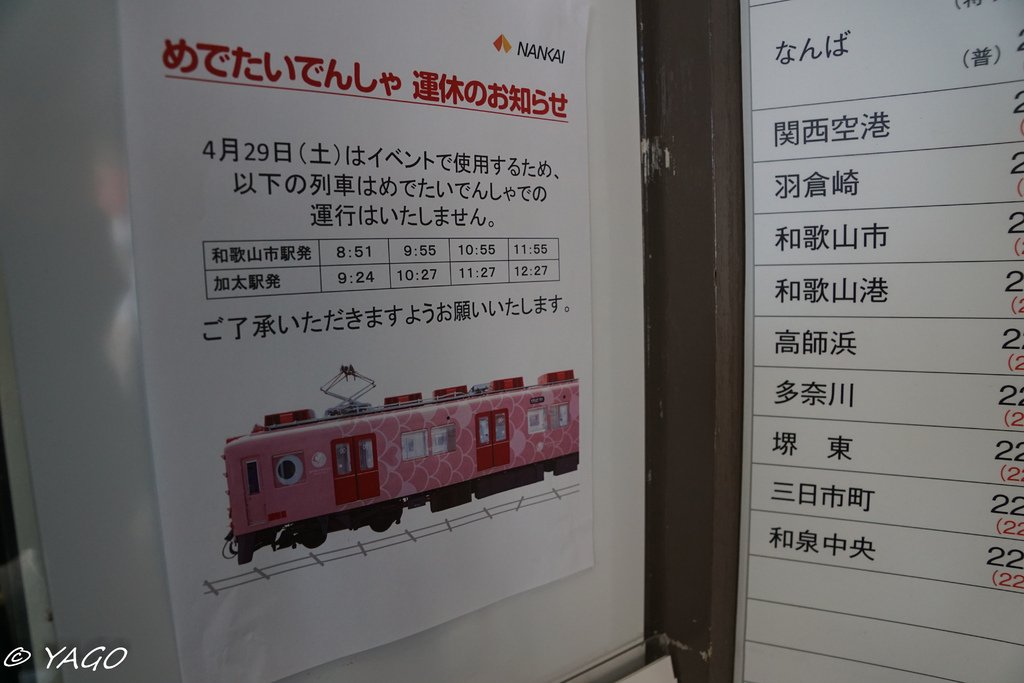 NANKAI
めでたいでんしゃ 運休のお知らせ
4月29日(土)はイベントで使用するため、
以下の列車はめでたいでんしゃでの
運行はいたしません。
和歌山市駅発 8:51 9:55 10:55 11:55
加太駅発 9:24 10:27 11:27 12:27
ご了承いただきますようお願いいたします。
なんば
(普)
関西空港
羽倉崎
和歌山市
和歌山港
高師浜
多奈川
堺 東
三日市町
和泉中央
© YAGO